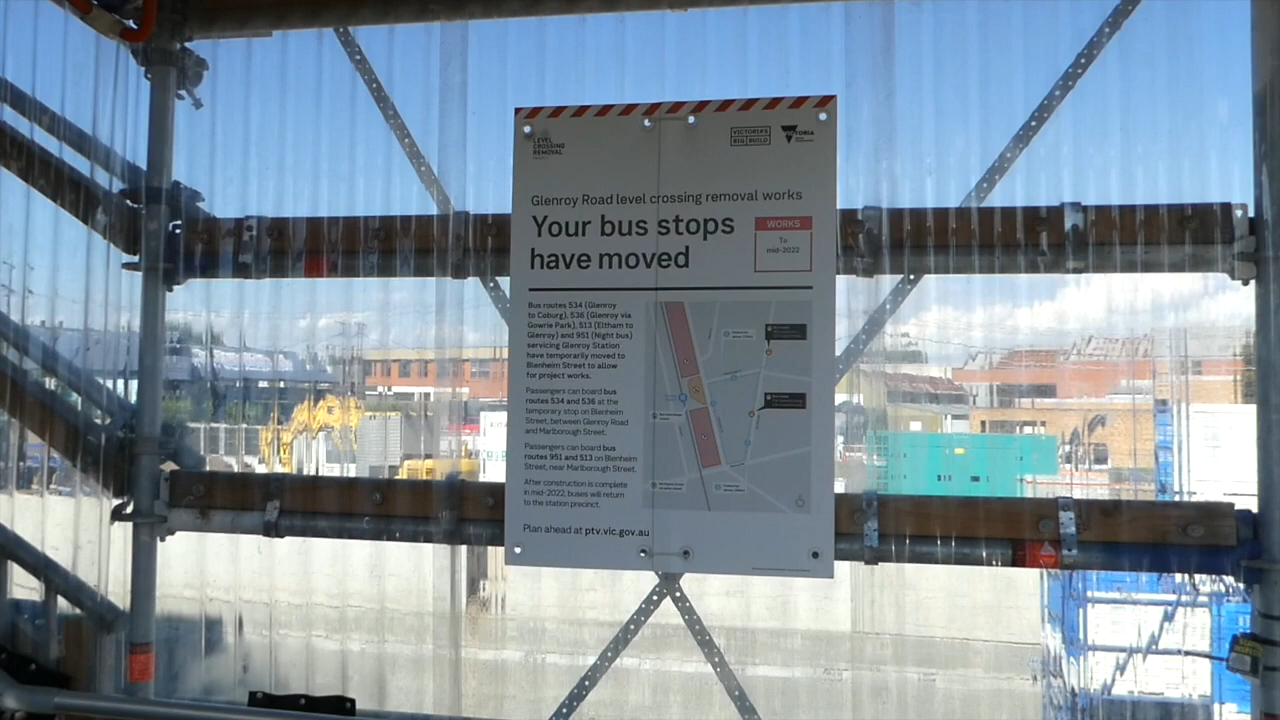 LEVEL
CROSSING
REMOVAL
VICTORIA'S
BIG BUILD
VICTORIA
Glenroy Road level crossing removal works
Your bus stops
have moved
WORKS
To
mid-2022
Bus routes 534 (Glenroy
to Coburg), 536 (Glenroy via
Gowrie Park), 513 (Eltham to
Glenroy) and 951 (Night bus)
servicing Glenroy Station
have temporarily moved to
Blenheim Street to allow
for project works.
Passengers can board bus
routes 534 and 536 at the
temporary stop on Blenheim
Street, between Glenroy Road
and Marlborough Street.
Passengers can board bus
routes 951 and 513 on Blenheim
Street, near Marlborough Street.
After construction is complete
in mid-2022, buses will return
to the station precinct.
Plan ahead at ptv.vic.gov.au